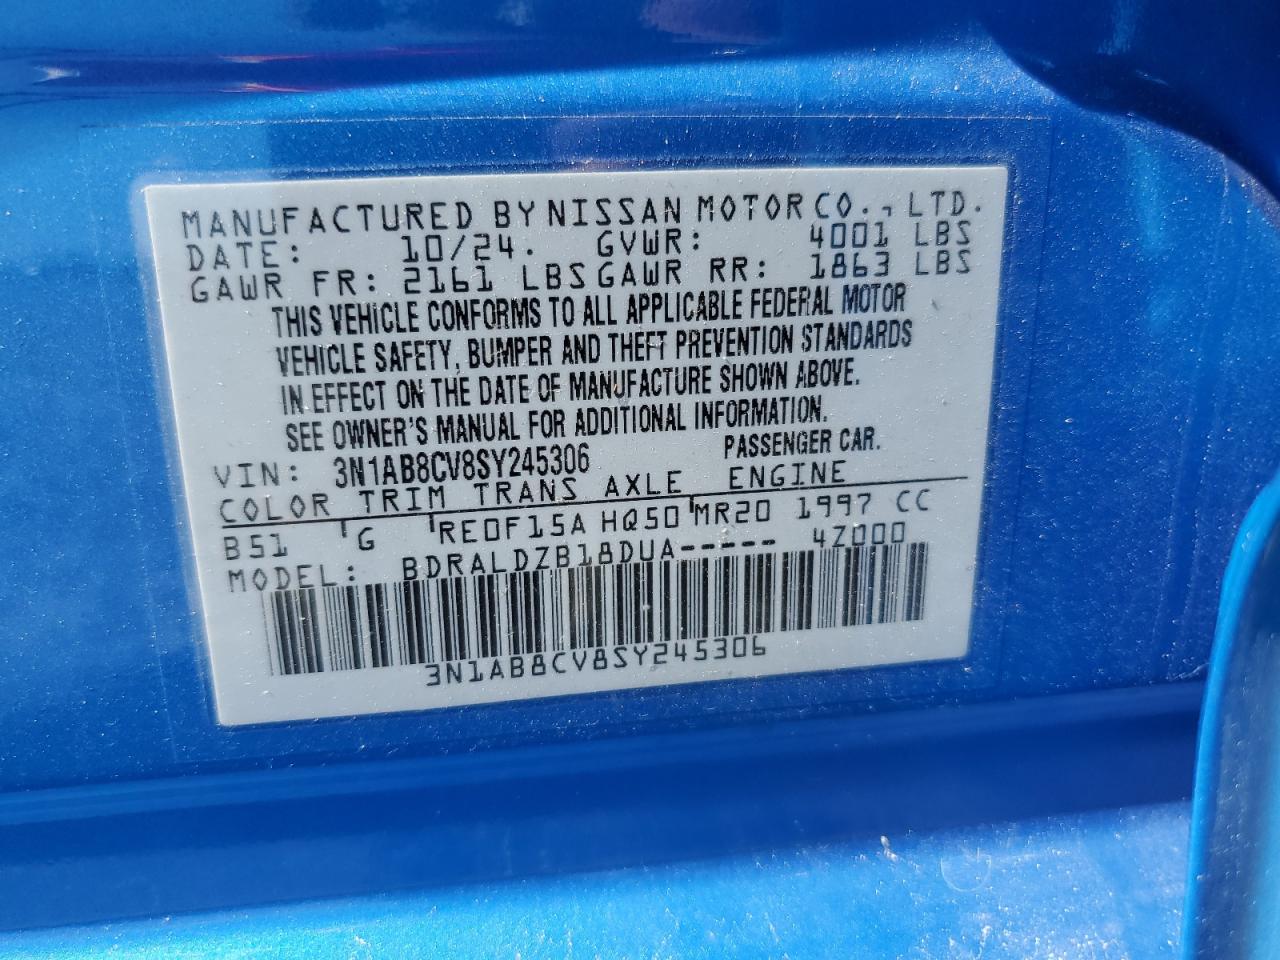 MANUFACTURED BY NISSAN MOTOR CO., LTD.
DATE: 10/24. GVWR: 4001 LBS
GAWR FR: 2161 LBS GAWR RR: 1863 LBS
THIS VEHICLE CONFORMS TO ALL APPLICABLE FEDERAL MOTOR
VEHICLE SAFETY, BUMPER AND THEFT PREVENTION STANDARDS
IN EFFECT ON THE DATE OF MANUFACTURE SHOWN ABOVE.
SEE OWNER'S MANUAL FOR ADDITIONAL INFORMATION.
VIN: 3N1AB8CV8SY245306 PASSENGER CAR.
COLOR TRIM TRANS AXLE ENGINE
B51 G RE0F15A HQ50 MR20 1997 CC
MODEL: BDRALDZB18DUA----- 4Z000
3N1AB8CV8SY245306